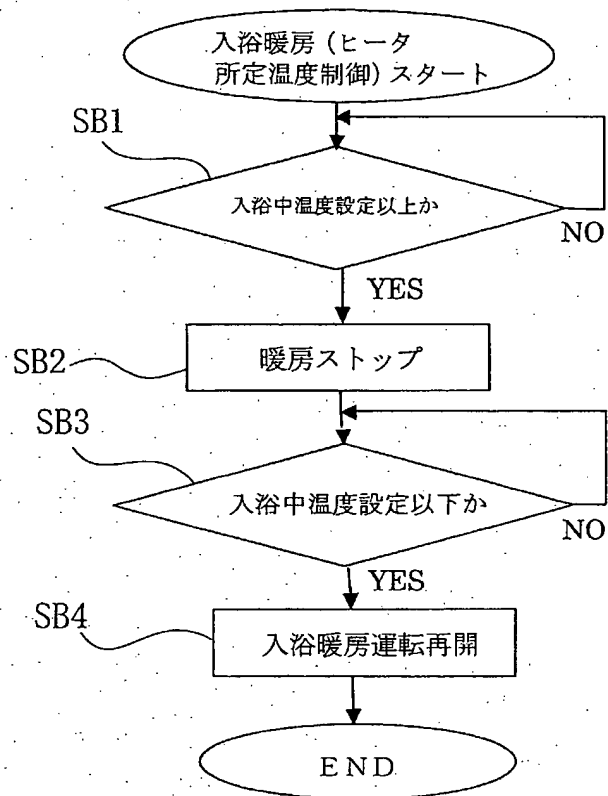 入浴暖房（ヒータ
所定温度制御）スタート
SB1
入浴中温度設定以上か
NO
YES
SB2
暖房ストップ
SB3
入浴中温度設定以下か
NO
YES
SB4
入浴暖房運転再開
END